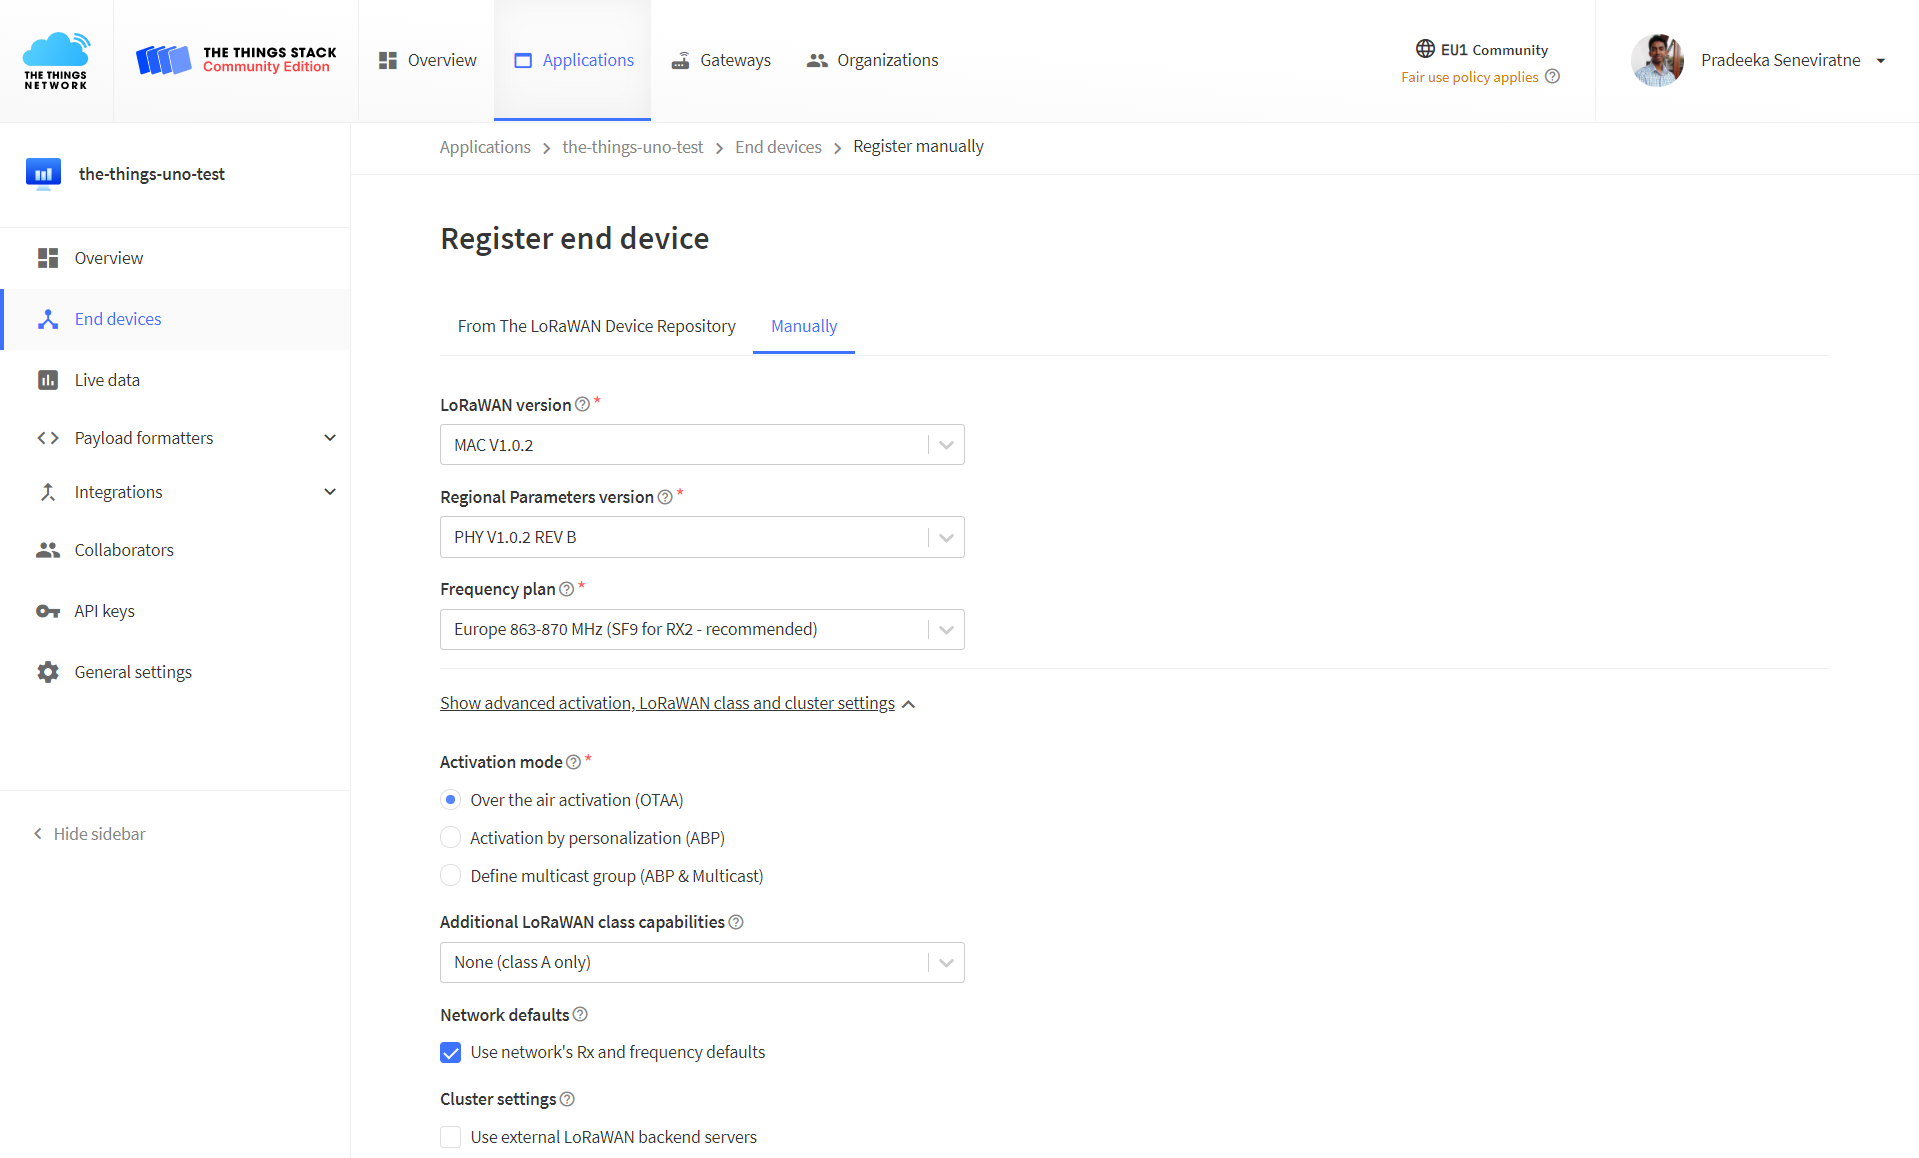 THE THINGS
NETWORK
THE THINGS STACK
Community Edition
Overview
Applications
Gateways
Organizations
EU1 Community
Fair use policy applies
Pradeeka Seneviratne
the-things-uno-test
Overview
End devices
Live data
Payload formatters
Integrations
Collaborators
API keys
General settings
Hide sidebar
Applications > the-things-uno-test > End devices > Register manually
Register end device
From The LoRaWAN Device Repository
Manually
LoRaWAN version *
MAC V1.0.2
Regional Parameters version *
PHY V1.0.2 REV B
Frequency plan *
Europe 863-870 MHz (SF9 for RX2 - recommended)
Show advanced activation, LoRaWAN class and cluster settings
Activation mode *
Over the air activation (OTAA)
Activation by personalization (ABP)
Define multicast group (ABP & Multicast)
Additional LoRaWAN class capabilities
None (class A only)
Network defaults
Use network's Rx and frequency defaults
Cluster settings
Use external LoRaWAN backend servers